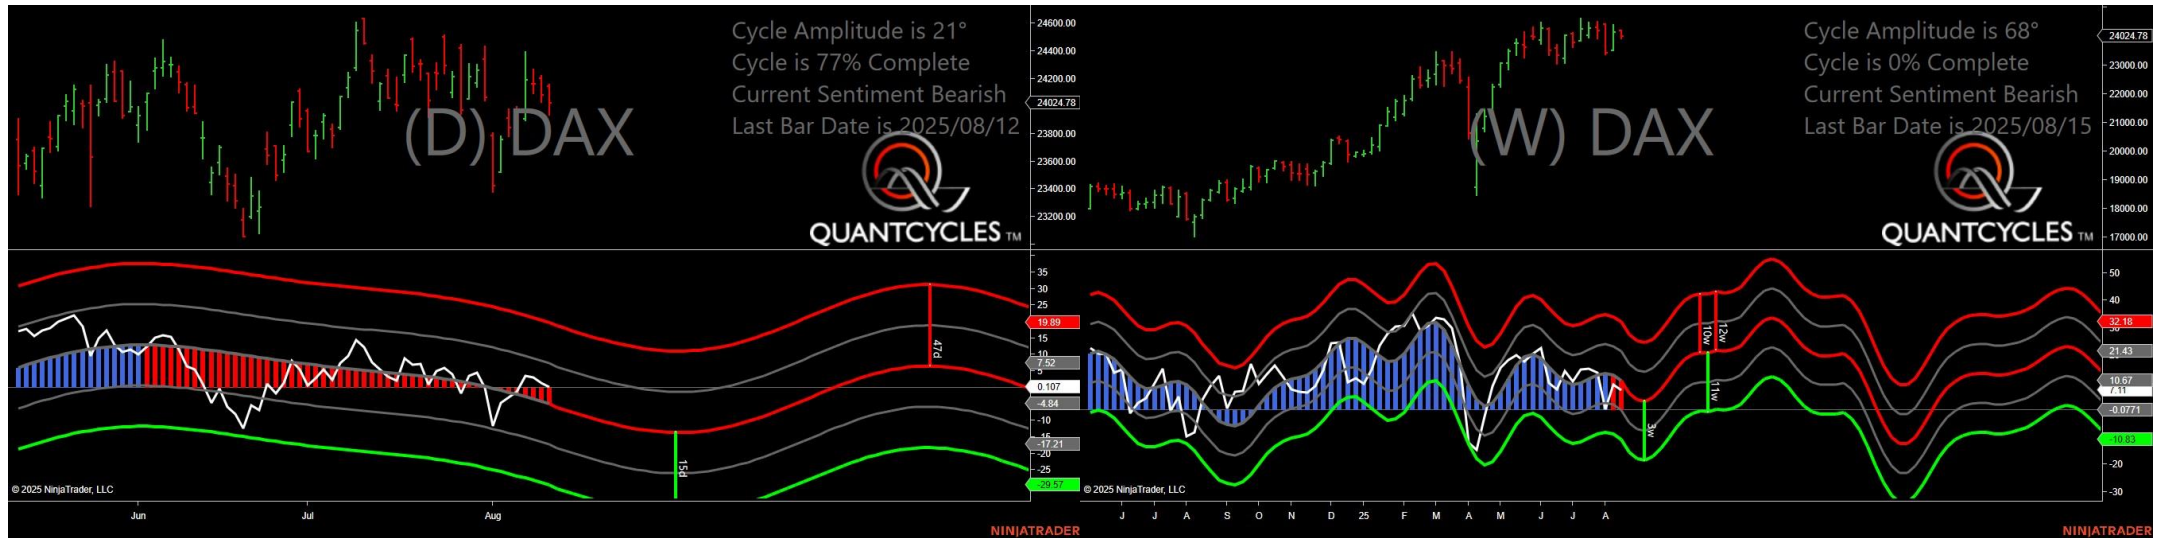 Cycle Amplitude is 21°
Cycle is 77% Complete
Current Sentiment Bearish
Last Bar Date is 2025/08/12
(D) DAX
QUANTCYCLES TM
24600.00
24400.00
24200.00
24024.78
23800.00
23600.00
23400.00
23200.00
35
30
25
19.89
15
10
7.52
5
0.107
-4.84
-10
-15
-17.21
-20
-25
-29.57
47d
15d
© 2025 NinjaTrader, LLC
Jun
Jul
Aug
NINJATRADER
Cycle Amplitude is 68°
Cycle is 0% Complete
Current Sentiment Bearish
Last Bar Date is 2025/08/15
(W) DAX
QUANTCYCLES TM
24024.78
23000.00
22000.00
21000.00
20000.00
19000.00
18000.00
17000.00
50
40
32.18
30
21.43
10.67
7.11
-0.0771
-10.83
-20
-30
10w
12w
11w
3w
© 2025 NinjaTrader, LLC
J
J
A
S
O
N
D
25
F
M
A
M
J
J
A
NINJATRADER